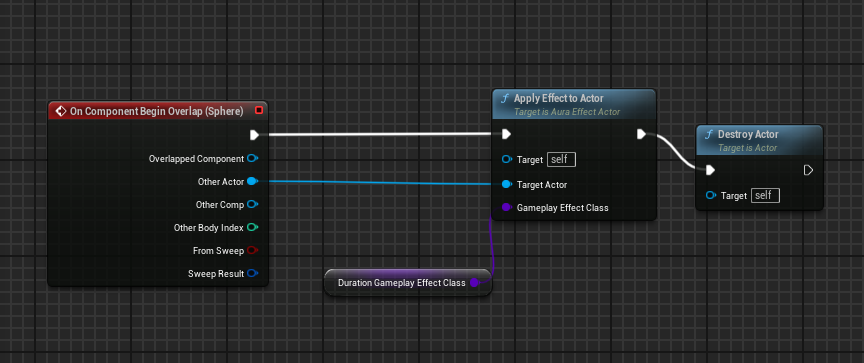 On Component Begin Overlap (Sphere)
Overlapped Component
Other Actor
Other Comp
Other Body Index
From Sweep
Sweep Result
Duration Gameplay Effect Class
f Apply Effect to Actor
Target is Aura Effect Actor
Target self
Target Actor
Gameplay Effect Class
f Destroy Actor
Target is Actor
Target self